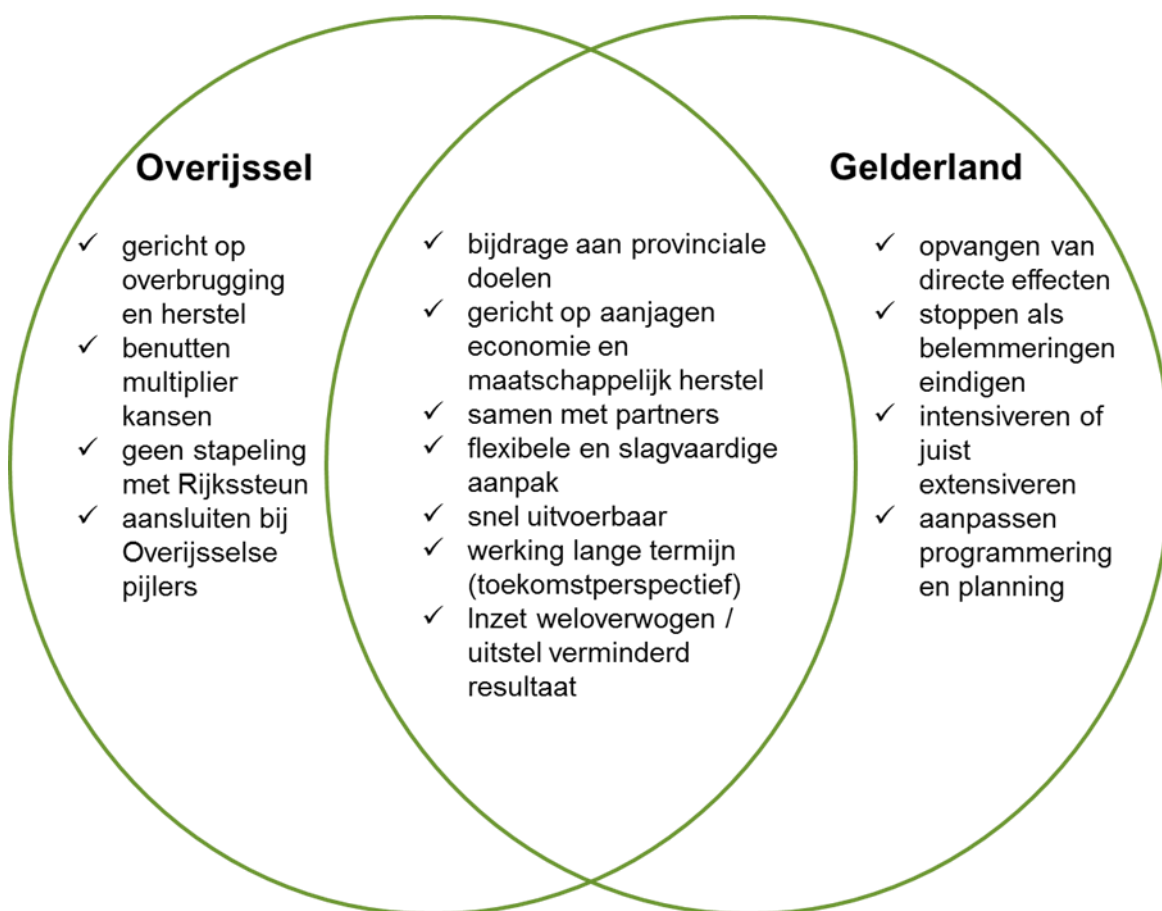 Overijssel
✓ gericht op
overbrugging
en herstel
✓ benutten
multiplier
kansen
✓ geen stapeling
met Rijkssteun
✓ aansluiten bij
Overijsselse
pijlers
✓ bijdrage aan provinciale
doelen
✓ gericht op aanjagen
economie en
maatschappelijk herstel
✓ samen met partners
✓ flexibele en slagvaardige
aanpak
✓ snel uitvoerbaar
✓ werking lange termijn
(toekomstperspectief)
✓ Inzet weloverwogen /
uitstel verminderd
resultaat
Gelderland
✓ opvangen van
directe effecten
✓ stoppen als
belemmeringen
eindigen
✓ intensiveren of
juist
extensiveren
✓ aanpassen
programmering
en planning